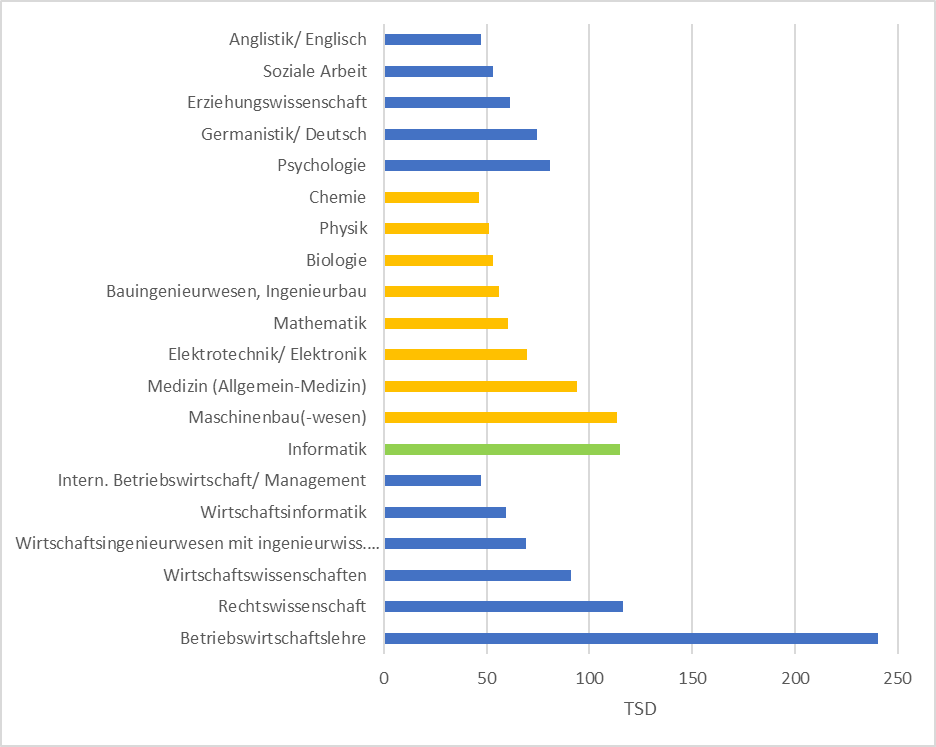 Anglistik/ Englisch
Soziale Arbeit
Erziehungswissenschaft
Germanistik/ Deutsch
Psychologie
Chemie
Physik
Biologie
Bauingenieurwesen, Ingenieurbau
Mathematik
Elektrotechnik/ Elektronik
Medizin (Allgemein-Medizin)
Maschinenbau(-wesen)
Informatik
Intern. Betriebswirtschaft/ Management
Wirtschaftsinformatik
Wirtschaftsingenieurwesen mit ingenieurwiss....
Wirtschaftswissenschaften
Rechtswissenschaft
Betriebswirtschaftslehre
0 50 100 150 200 250
TSD